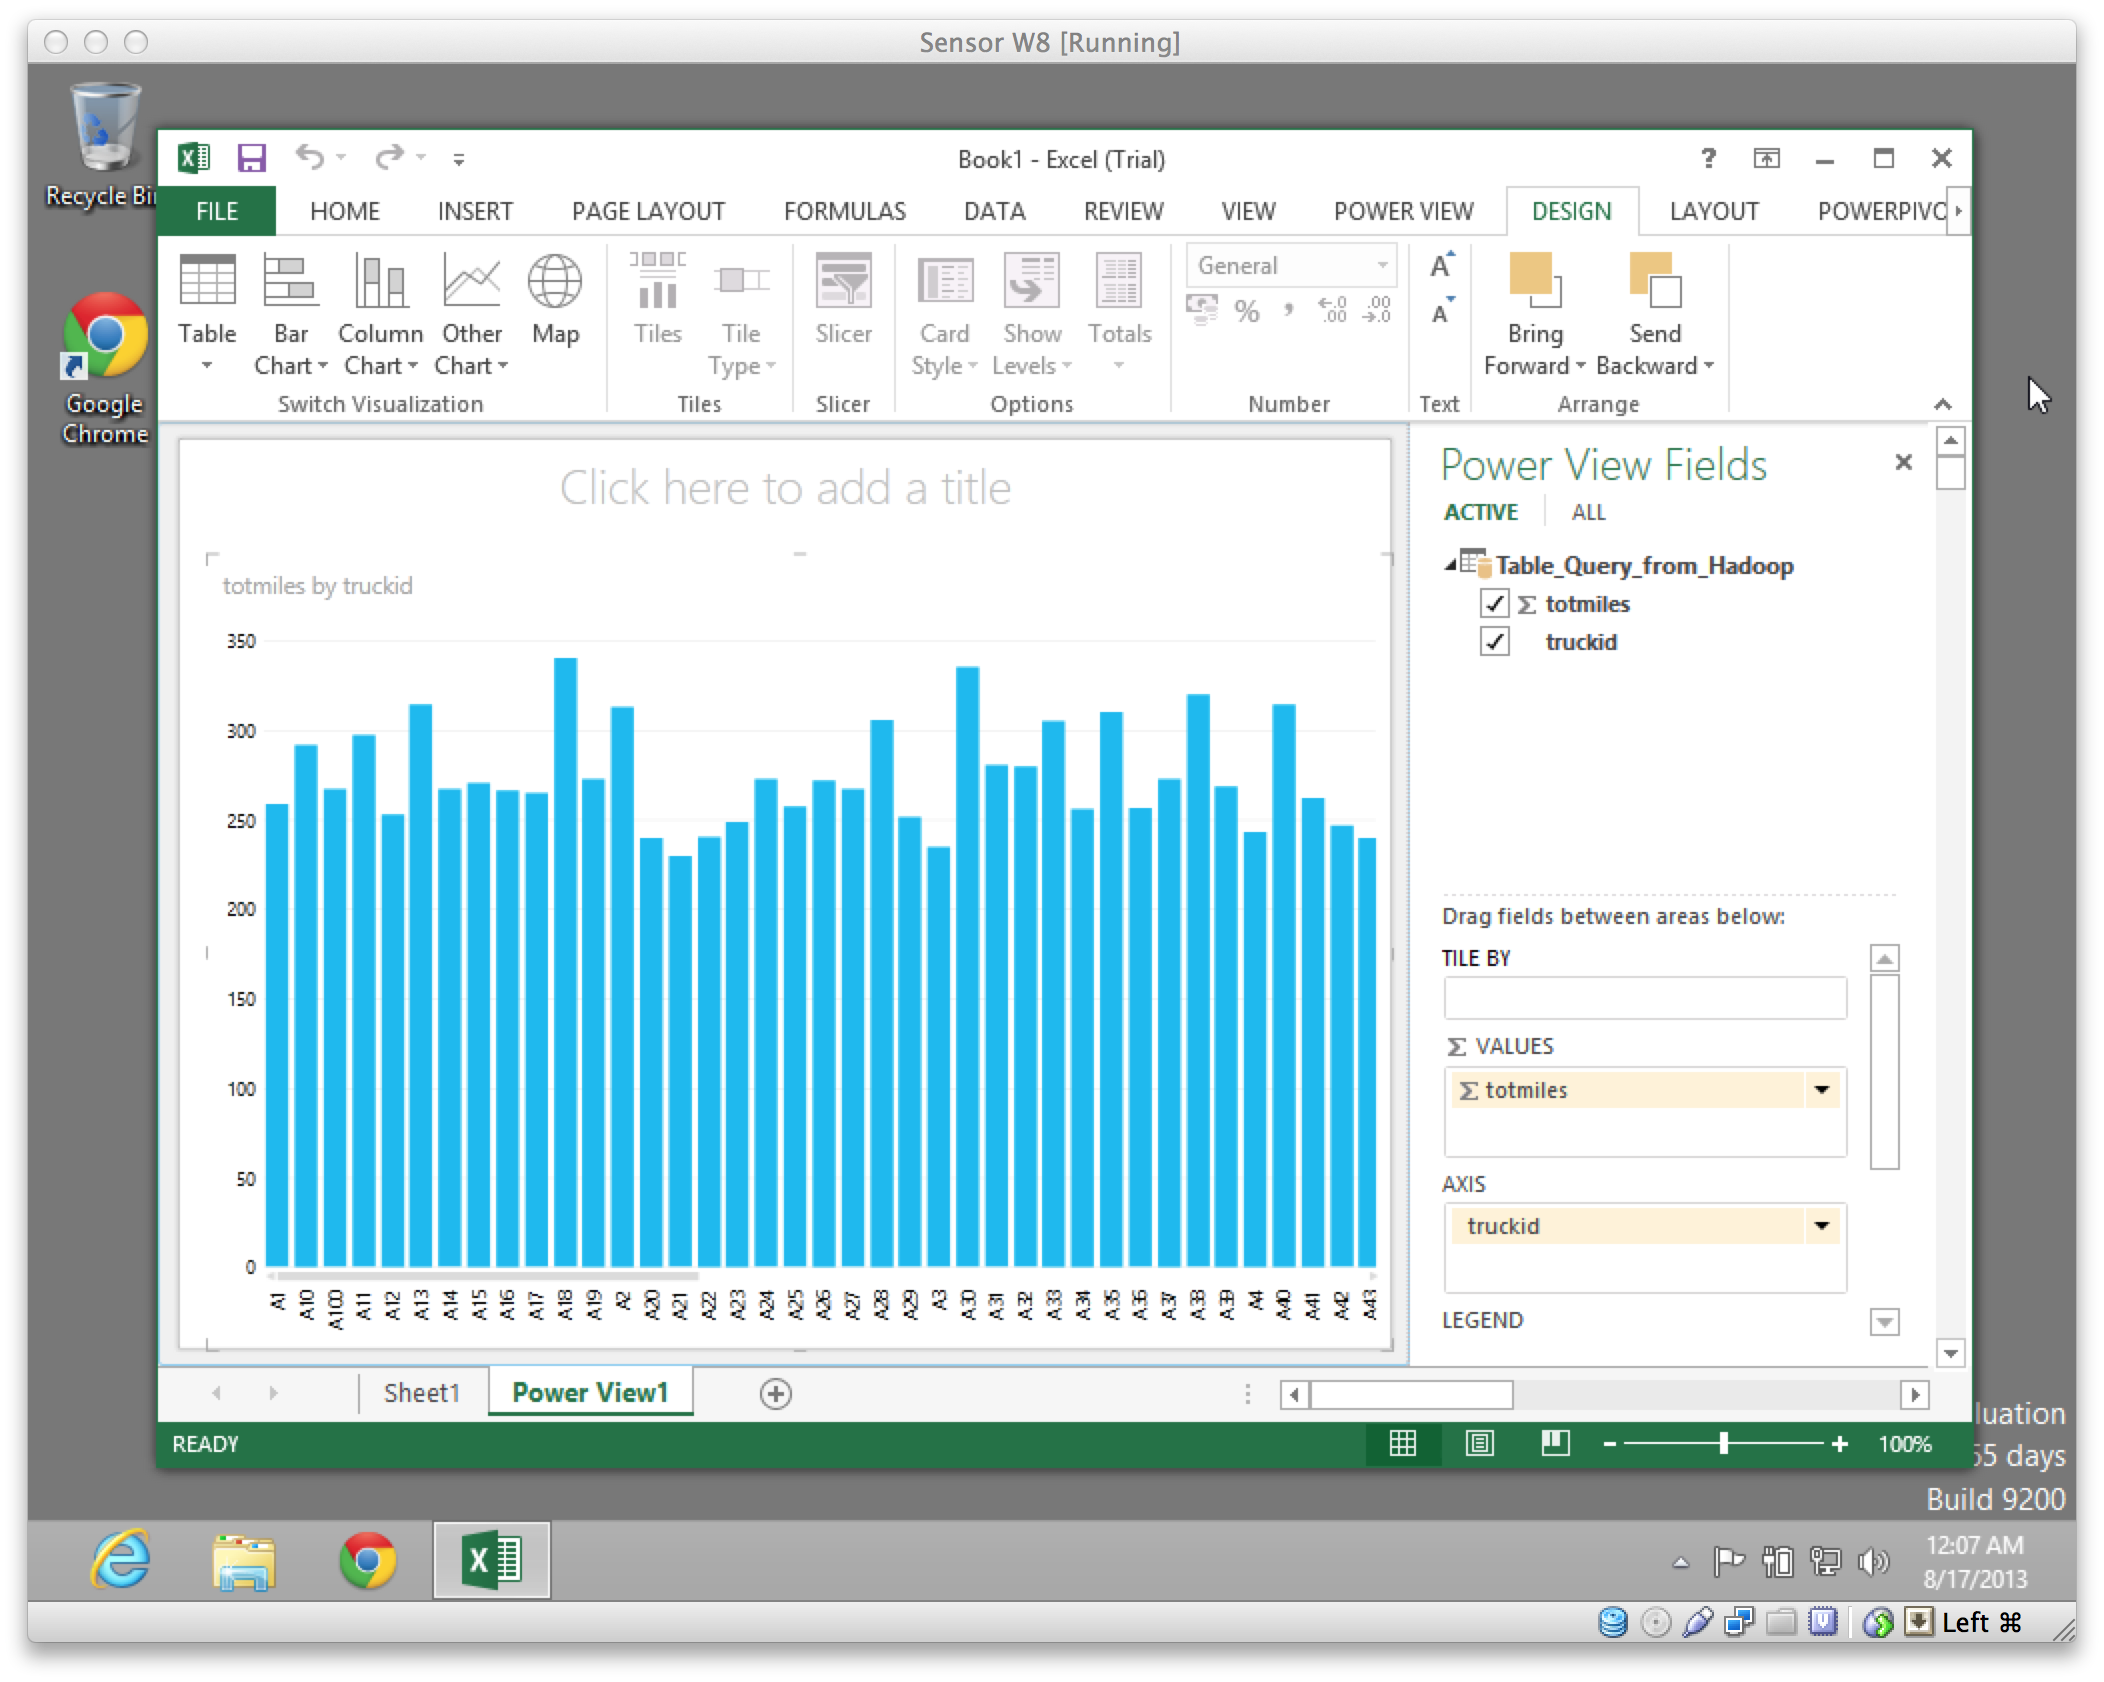 Sensor W8 [Running]
Recycle Bin
Google
Chrome
Book1 - Excel (Trial)
FILE HOME INSERT PAGE LAYOUT FORMULAS DATA REVIEW VIEW POWER VIEW DESIGN LAYOUT POWERPIVO
Table
Bar
Chart
Column
Chart
Other
Chart
Map
Tiles
Tile
Type
Slicer
Card
Style
Show
Levels
Totals
General
% , ←.0 .00 .00 →.0
A A
Bring
Forward
Send
Backward
Switch Visualization Tiles Slicer Options Number Text Arrange
Click here to add a title
totmiles by truckid
350
300
250
200
150
100
50
0
A1 A10 A100 A11 A12 A13 A14 A15 A16 A17 A18 A19 A2 A20 A21 A22 A23 A24 A25 A26 A27 A28 A29 A3 A30 A31 A32 A33 A34 A35 A36 A37 A38 A39 A4 A40 A41 A42 A43
Power View Fields
ACTIVE ALL
Table_Query_from_Hadoop
Σ totmiles
truckid
Drag fields between areas below:
TILE BY
Σ VALUES
Σ totmiles
AXIS
truckid
LEGEND
Sheet1 Power View1
READY
100%
luation
55 days
Build 9200
12:07 AM
8/17/2013
Left ⌘